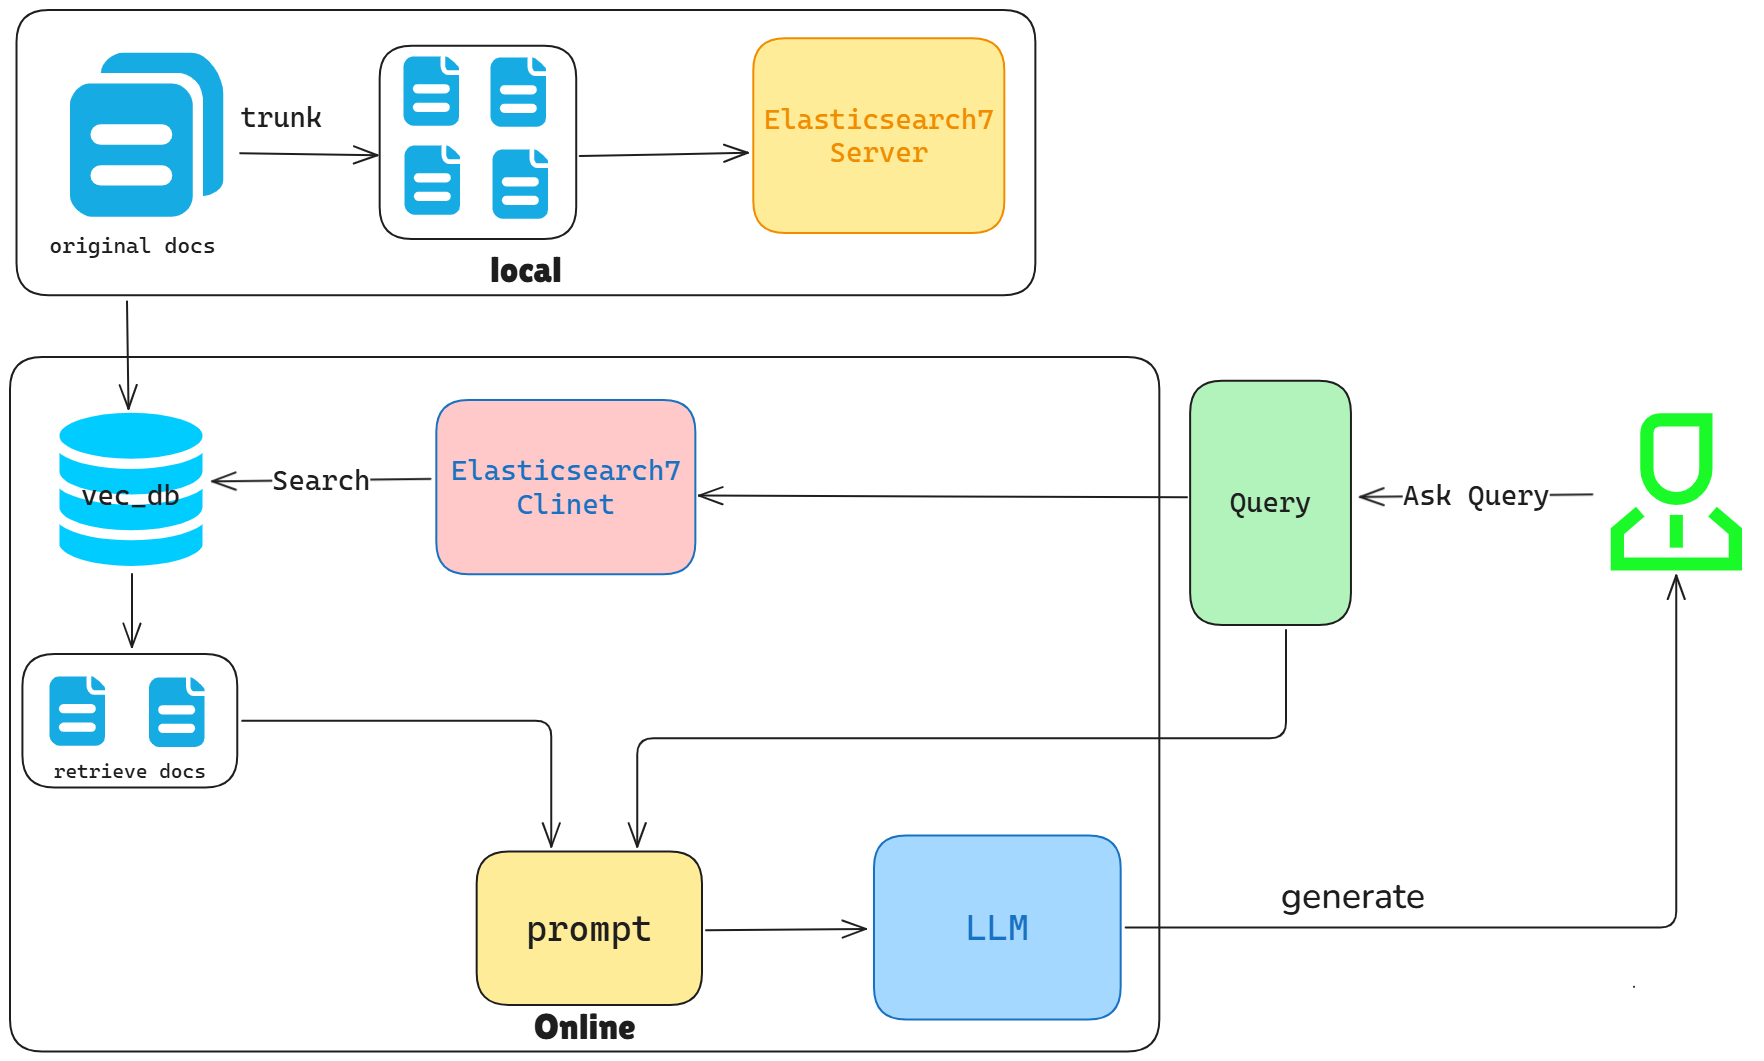 trunk
original docs
Elasticsearch7
Server
local
vec_db
Search
Elasticsearch7
Clinet
Query
Ask Query
retrieve docs
prompt
LLM
generate
Online